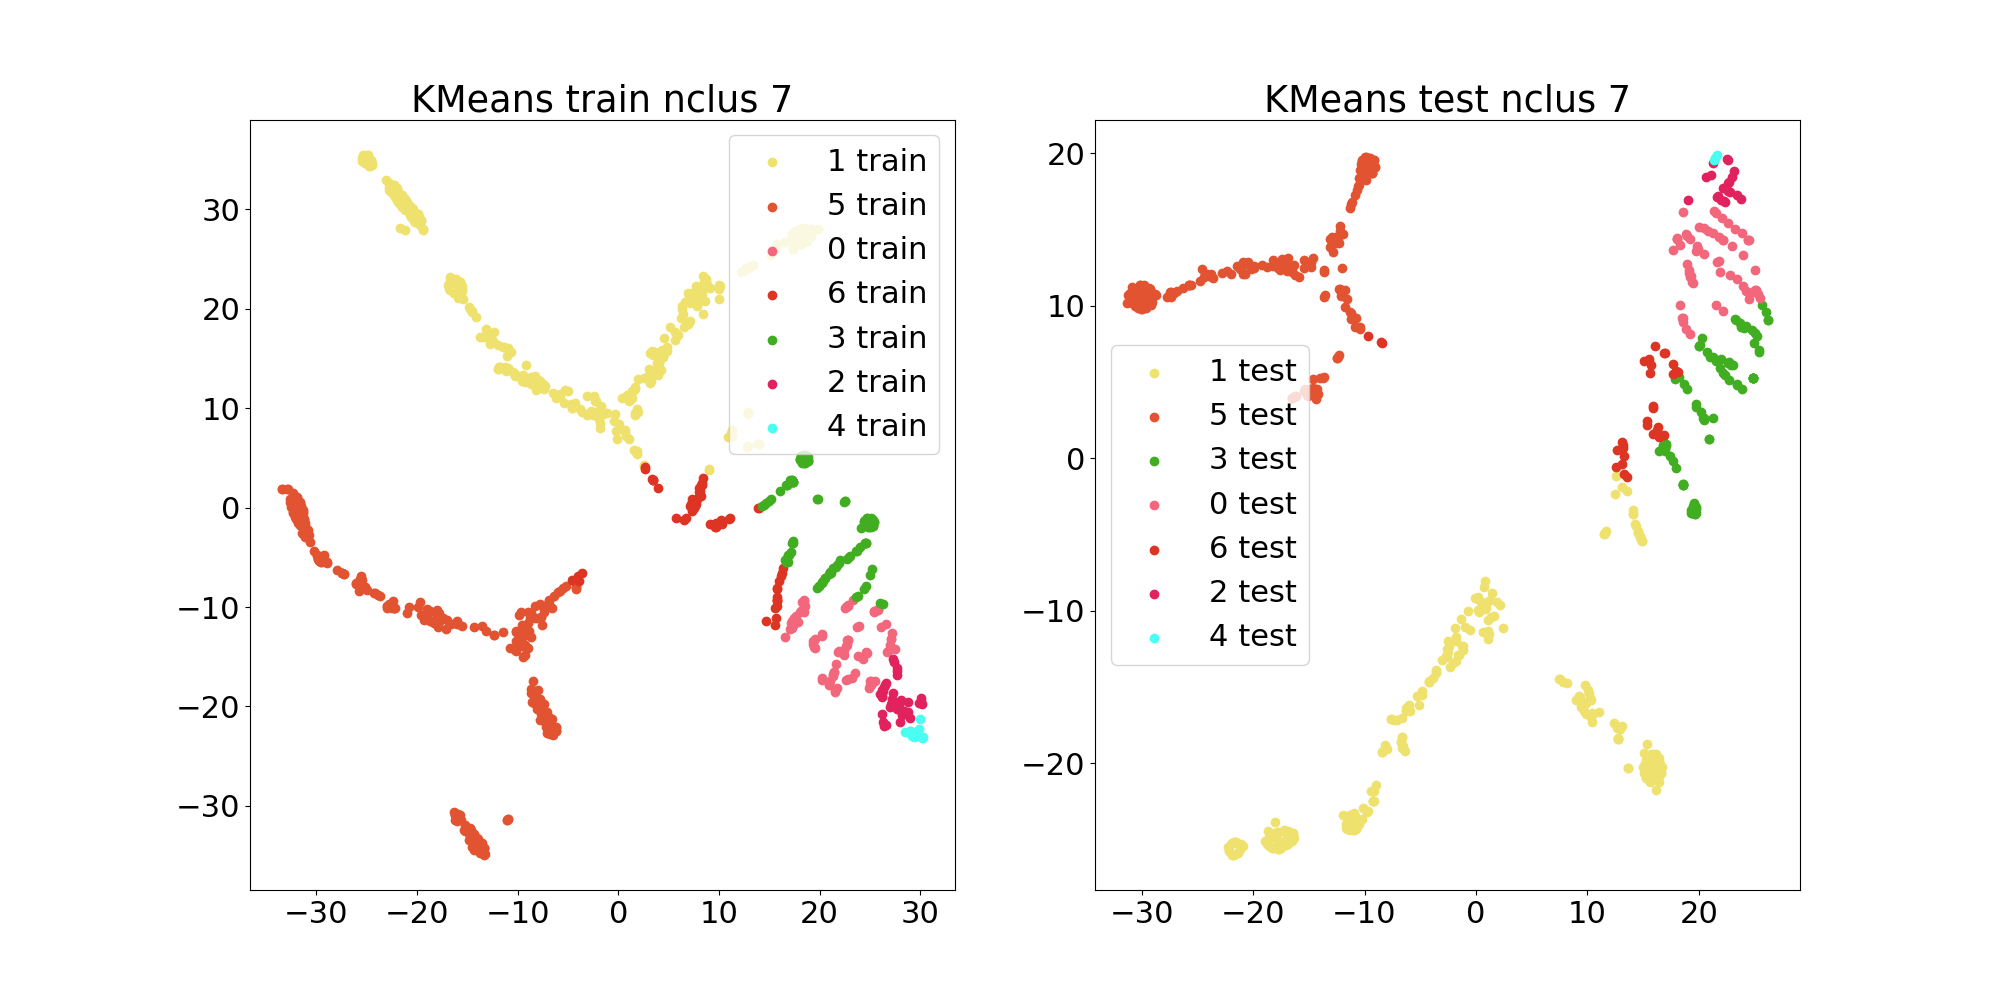 KMeans train nclus 7
30
20
10
0
−10
−20
−30
−30 −20 −10 0 10 20 30
1 train
5 train
0 train
6 train
3 train
2 train
4 train
KMeans test nclus 7
20
10
0
−10
−20
−30 −20 −10 0 10 20
1 test
5 test
3 test
0 test
6 test
2 test
4 test